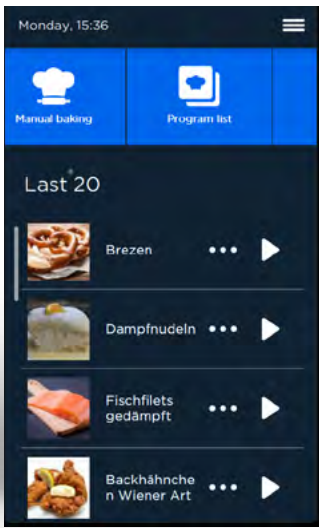 Monday, 15:36
Manual baking
Program list
Last 20
Brezen
Dampfnudeln
Fischfilets
gedämpft
Backhähnche
n Wiener Art